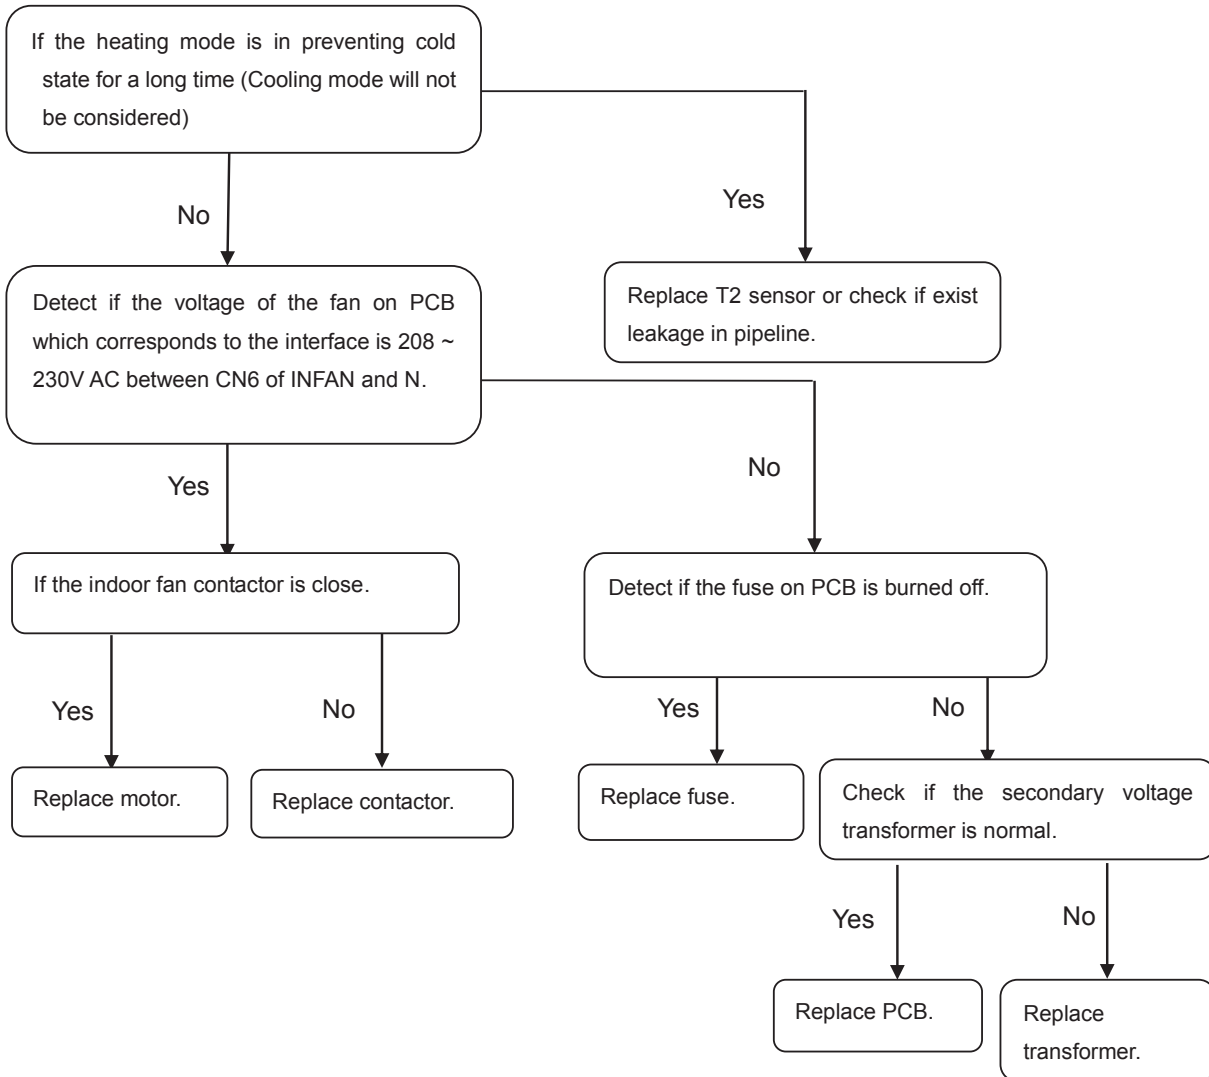 If the heating mode is in preventing cold
state for a long time (Cooling mode will not
be considered)
No
Yes
Detect if the voltage of the fan on PCB
which corresponds to the interface is 208 ~
230V AC between CN6 of INFAN and N.
Replace T2 sensor or check if exist
leakage in pipeline.
Yes
No
If the indoor fan contactor is close.
Detect if the fuse on PCB is burned off.
Yes
No
Yes
No
Replace motor.
Replace contactor.
Replace fuse.
Check if the secondary voltage
transformer is normal.
Yes
No
Replace PCB.
Replace
transformer.